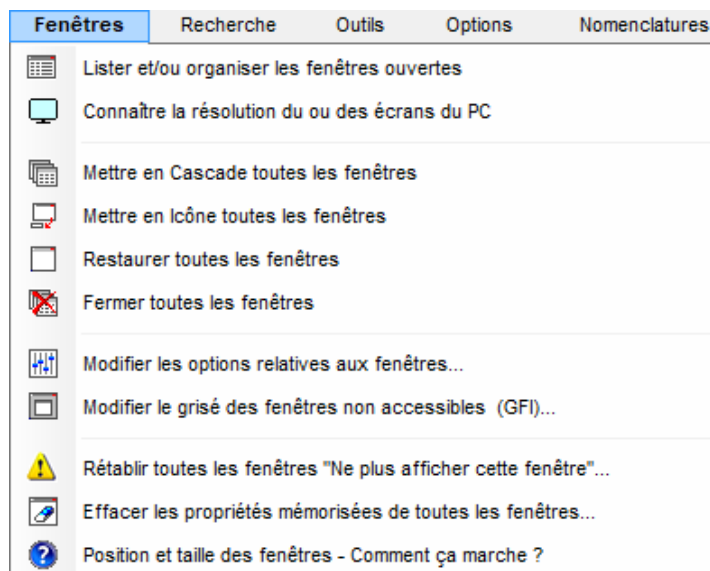 Fenêtres Recherche Outils Options Nomenclatures
Lister et/ou organiser les fenêtres ouvertes
Connaître la résolution du ou des écrans du PC
Mettre en Cascade toutes les fenêtres
Mettre en Icône toutes les fenêtres
Restaurer toutes les fenêtres
Fermer toutes les fenêtres
Modifier les options relatives aux fenêtres...
Modifier le grisé des fenêtres non accessibles (GFI)...
Rétablir toutes les fenêtres "Ne plus afficher cette fenêtre"...
Effacer les propriétés mémorisées de toutes les fenêtres...
Position et taille des fenêtres - Comment ça marche ?